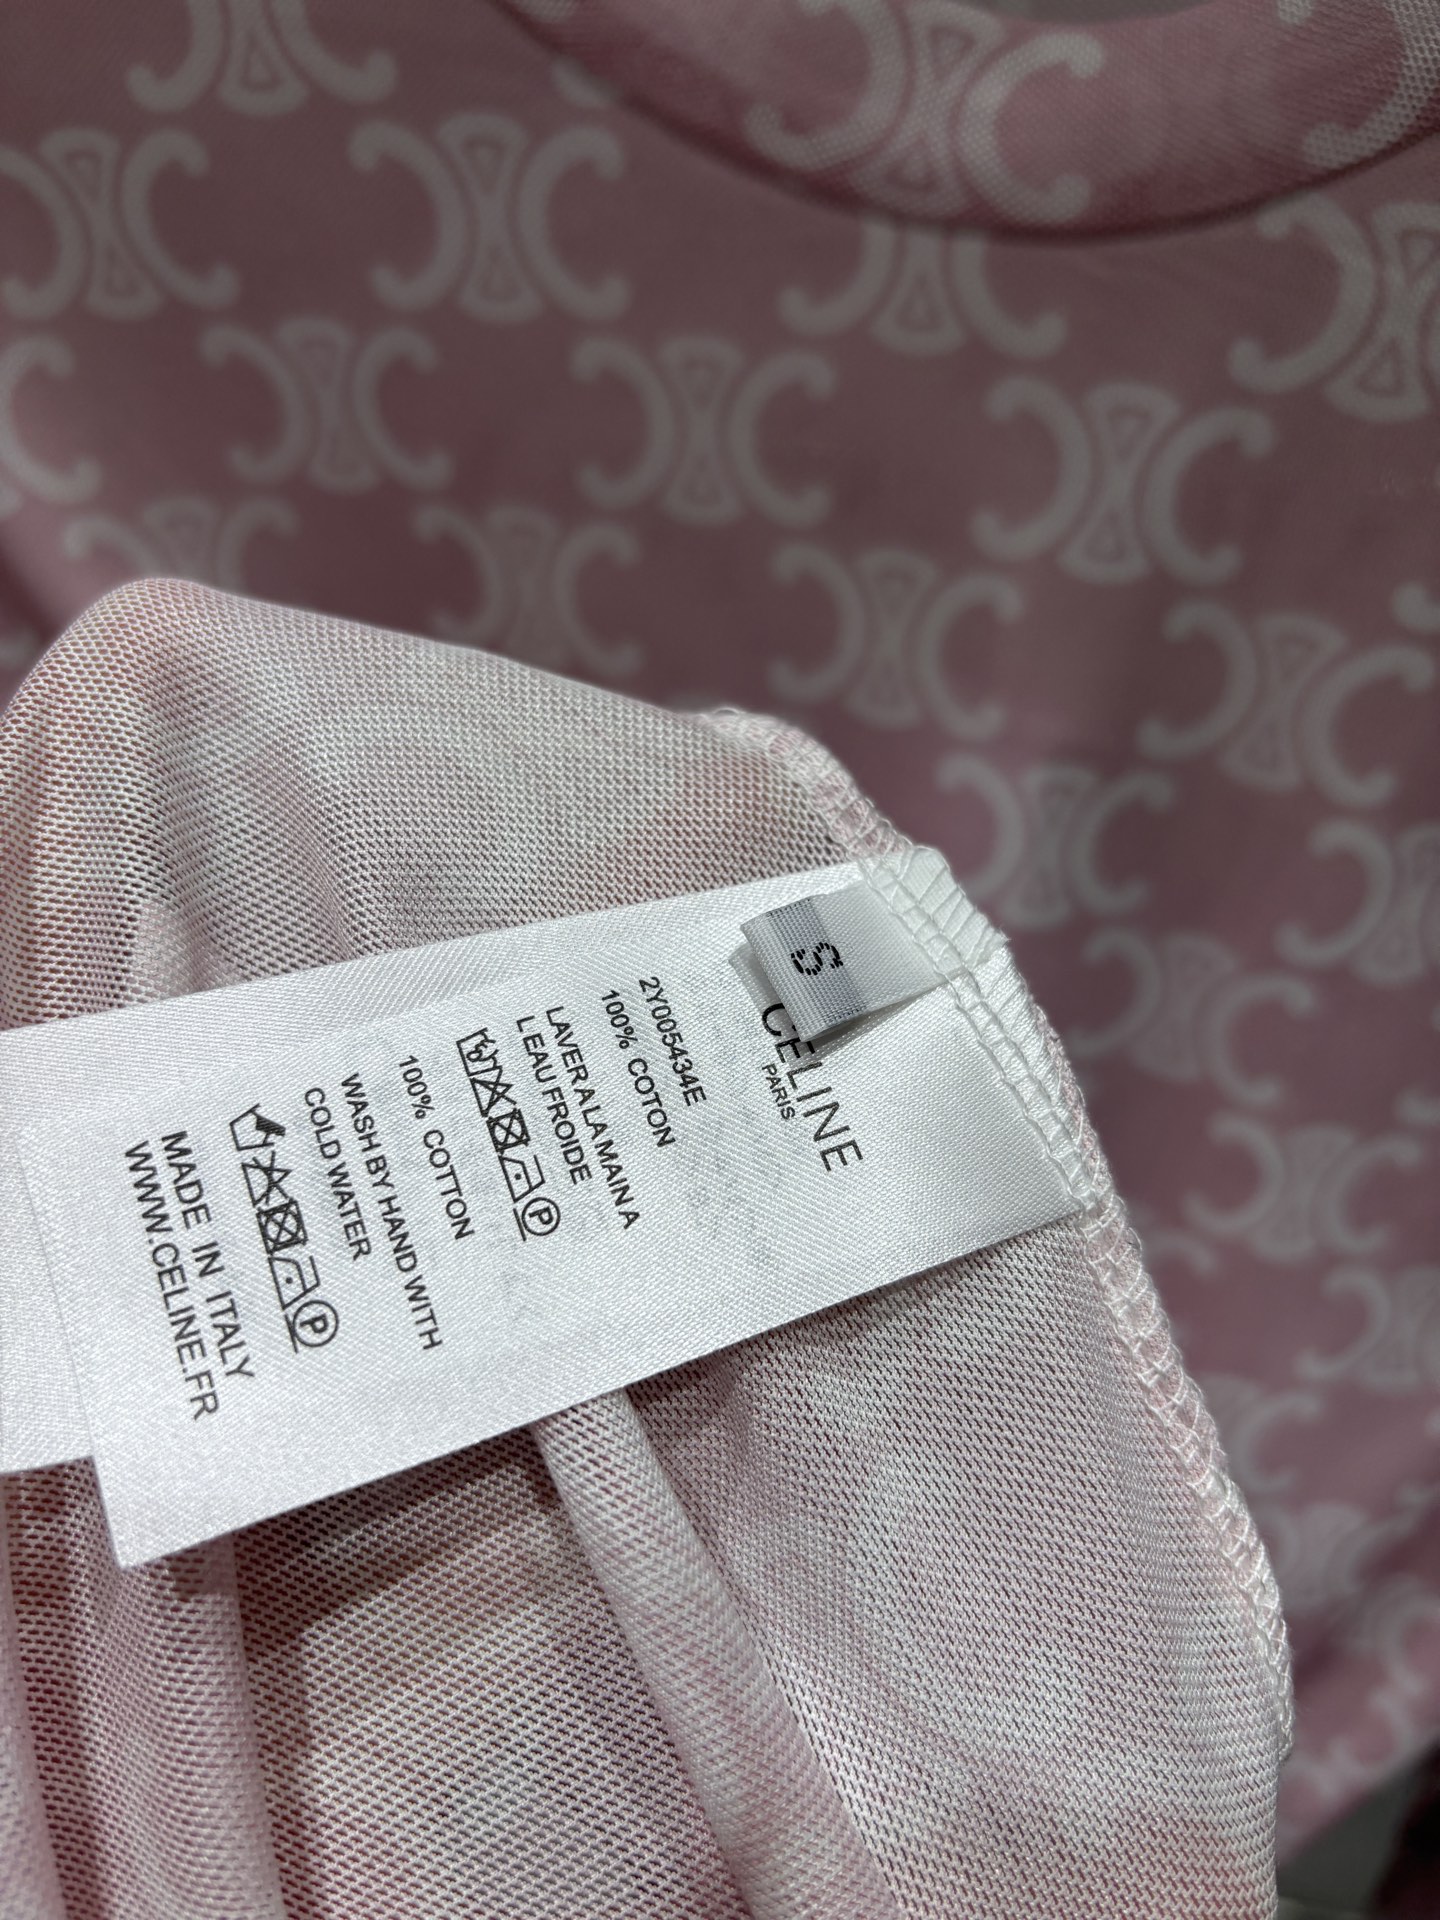 S
CELINE
PARIS
2Y005434E
100% COTON
LAVER A LA MAIN A
L EAU FROIDE
P
100% COTTON
WASH BY HAND WITH
COLD WATER
P
MADE IN ITALY
WWW.CELINE.FR